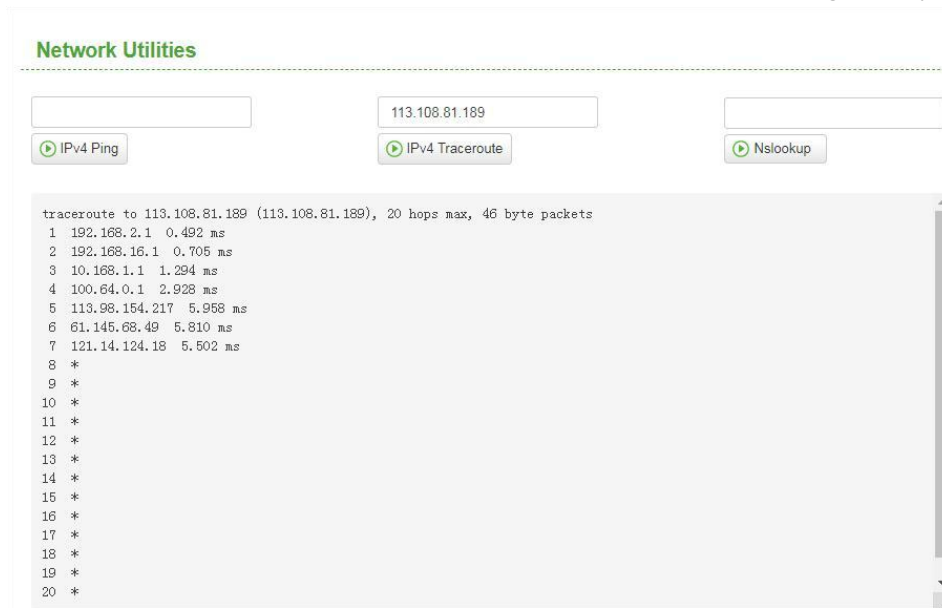 Network Utilities
113.108.81.189
IPv4 Ping
IPv4 Traceroute
Nslookup
traceroute to 113.108.81.189 (113.108.81.189), 20 hops max, 46 byte packets
1 192.168.2.1 0.492 ms
2 192.168.16.1 0.705 ms
3 10.168.1.1 1.294 ms
4 100.64.0.1 2.928 ms
5 113.98.154.217 5.958 ms
6 61.145.68.49 5.810 ms
7 121.14.124.18 5.502 ms
8 *
9 *
10 *
11 *
12 *
13 *
14 *
15 *
16 *
17 *
18 *
19 *
20 *